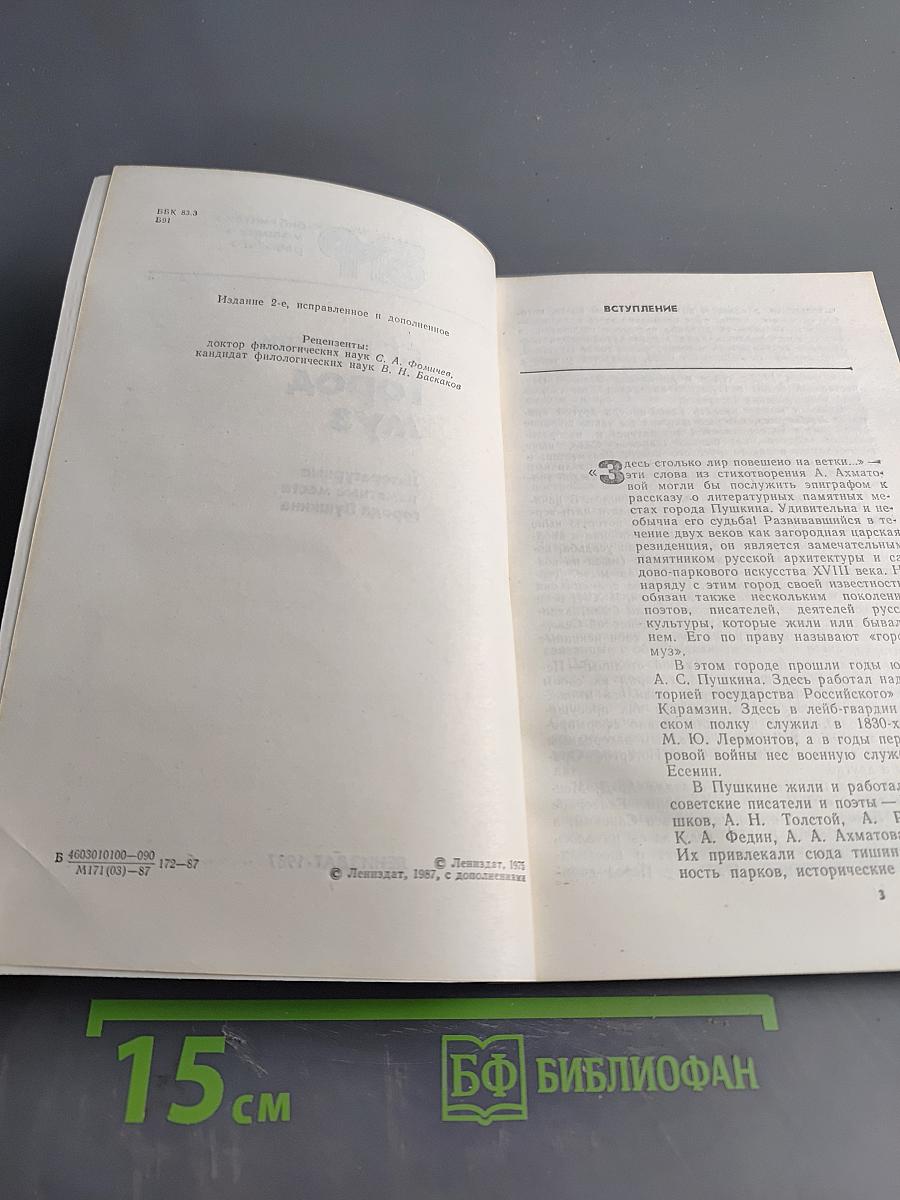 ББК 83.3
Б91
Издание 2-е, исправленное и дополненное
Рецензенты:
доктор филологических наук С. А. Фомичев,
кандидат филологических наук В. Н. Баскаков
Б 4603010100—090 172—87
М171(03)—87
© Лениздат, 1975
© Лениздат, 1987, с дополнениями
ВСТУПЛЕНИЕ
«Здесь столько лир повешено на ветки...» —
эти слова из стихотворения А. Ахмато-
вой могли бы послужить эпиграфом к
рассказу о литературных памятных ме-
стах города Пушкина. Удивительна и не-
обычна его судьба! Развивавшийся в те-
чение двух веков как загородная царская
резиденция, он является замечательным
памятником русской архитектуры и са
дово-паркового искусства XVIII века. Н
наряду с этим город своей известность
обязан также нескольким поколени
поэтов, писателей, деятелей русс
культуры, которые жили или бывал
нем. Его по праву называют «горо
муз».
В этом городе прошли годы ю
А. С. Пушкина. Здесь работал над
торией государства Российского»
Карамзин. Здесь в лейб-гвардии
ском полку служил в 1830-х
М. Ю. Лермонтов, а в годы пер
ровой войны нес военную служ
Есенин.
В Пушкине жили и работал
советские писатели и поэты —
шков, А. Н. Толстой, А. Р
К. А. Федин, А. А. Ахматова
Их привлекали сюда тишин
ность парков, исторические
3
15 см
БФ БИБЛИОФАН